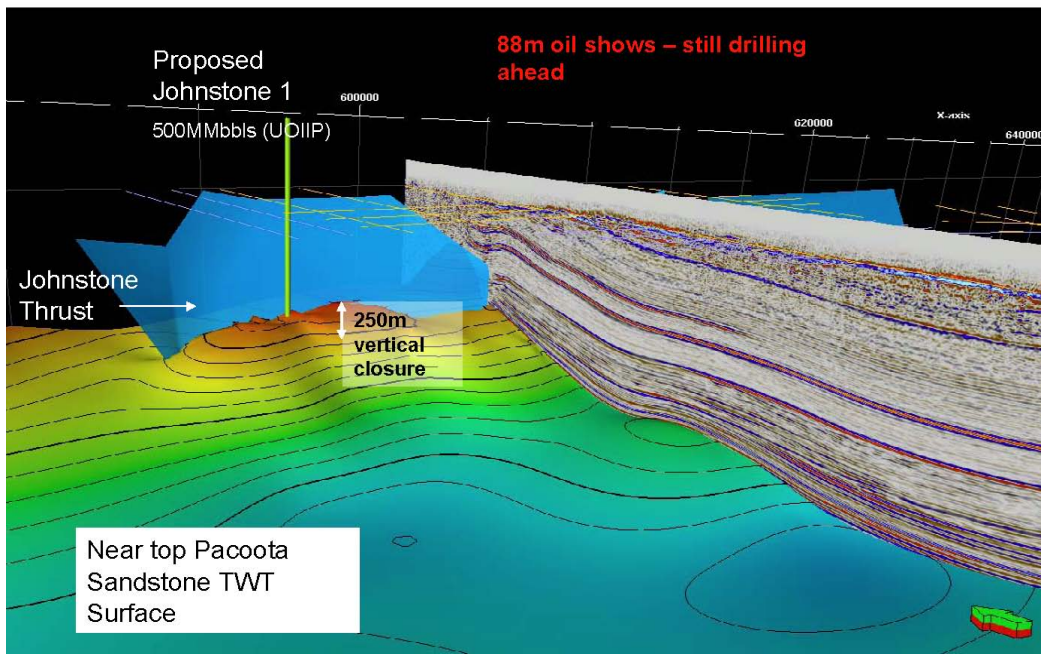 88m oil shows – still drilling
ahead
Proposed
Johnstone 1
500MMbbls (UOIIP)
600000
620000
X-axis
640000
Johnstone
Thrust
250m
vertical
closure
Near top Pacoota
Sandstone TWT
Surface